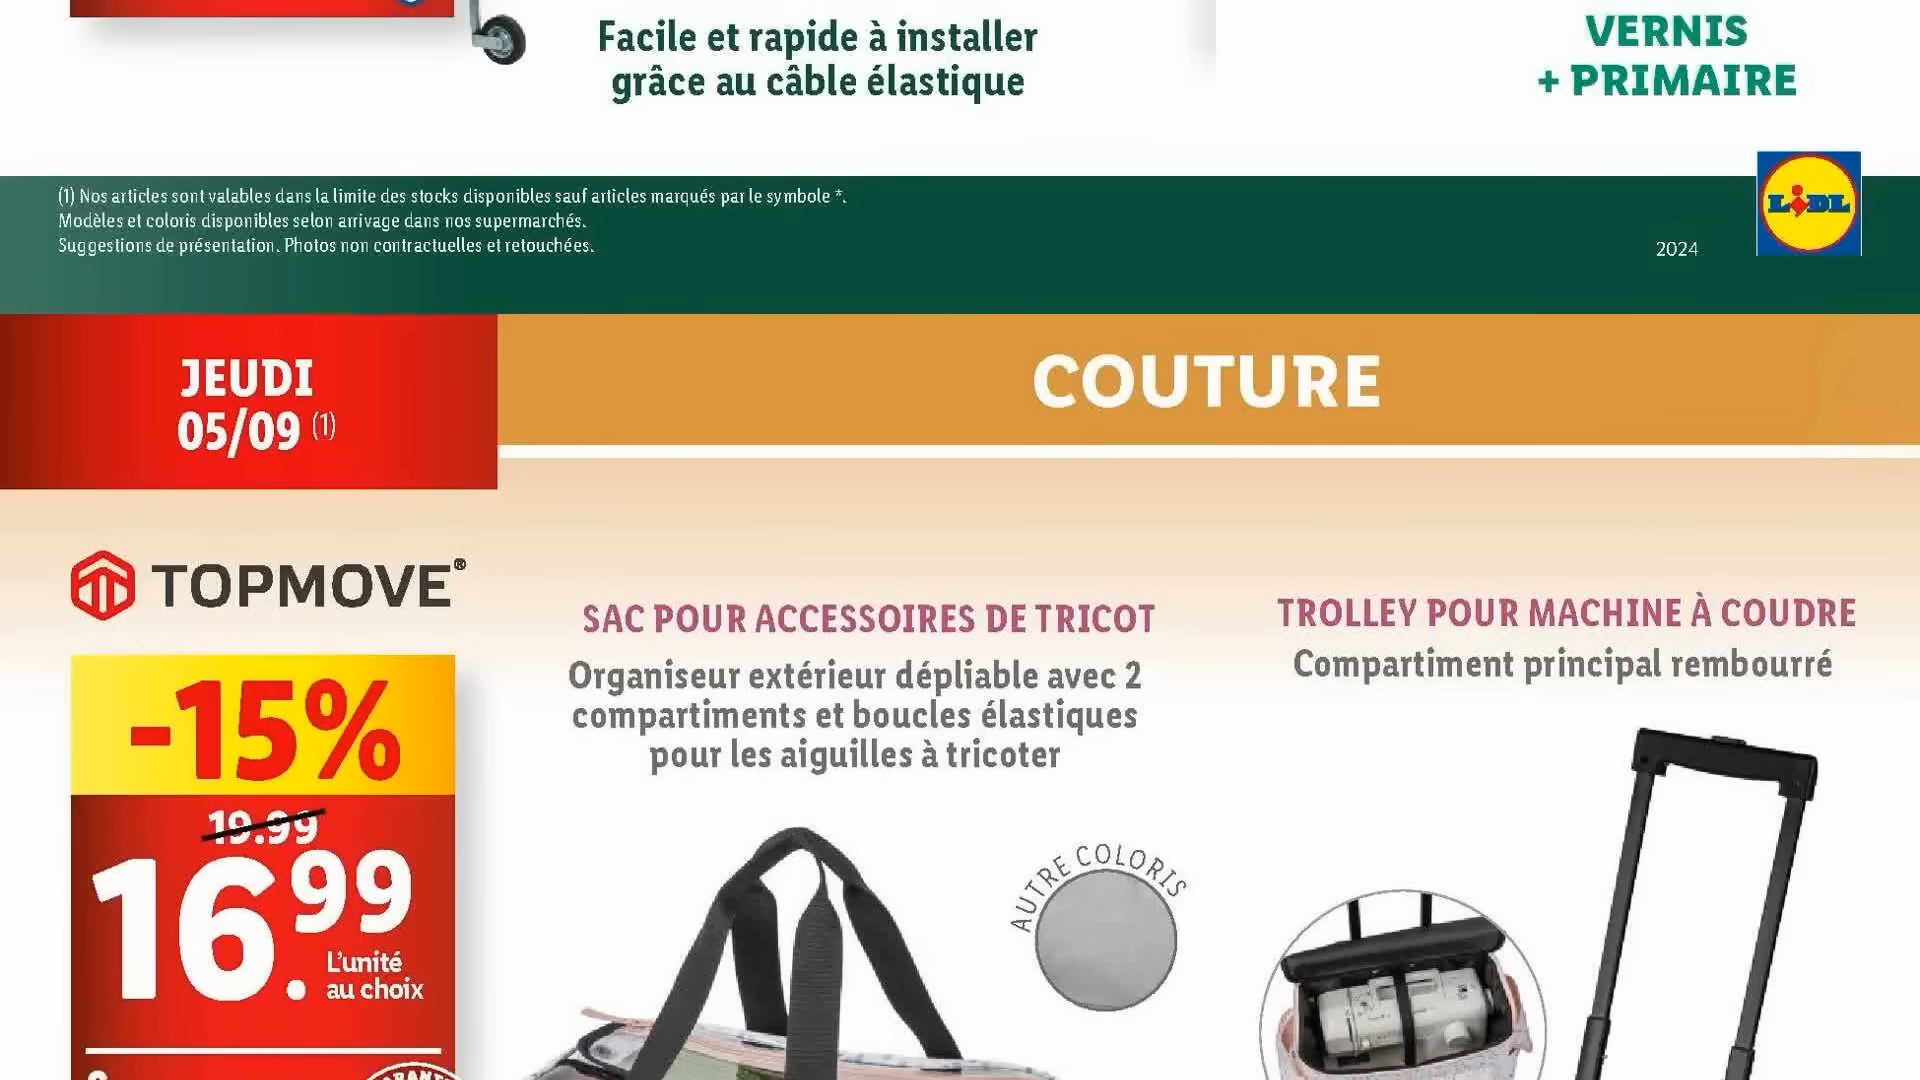 Facile et rapide à installer
grâce au câble élastique
VERNIS
+ PRIMAIRE
(1) Nos articles sont valables dans la limite des stocks disponibles sauf articles marqués par le symbole *.
Modèles et coloris disponibles selon arrivage dans nos supermarchés.
Suggestions de présentation. Photos non contractuelles et retouchées.
2024
LIDL
JEUDI
05/09 (1)
COUTURE
TOPMOVE®
-15%
19.99
16.99
L'unité
au choix
SAC POUR ACCESSOIRES DE TRICOT
Organiseur extérieur dépliable avec 2
compartiments et boucles élastiques
pour les aiguilles à tricoter
AUTRE COLORIS
TROLLEY POUR MACHINE À COUDRE
Compartiment principal rembourré